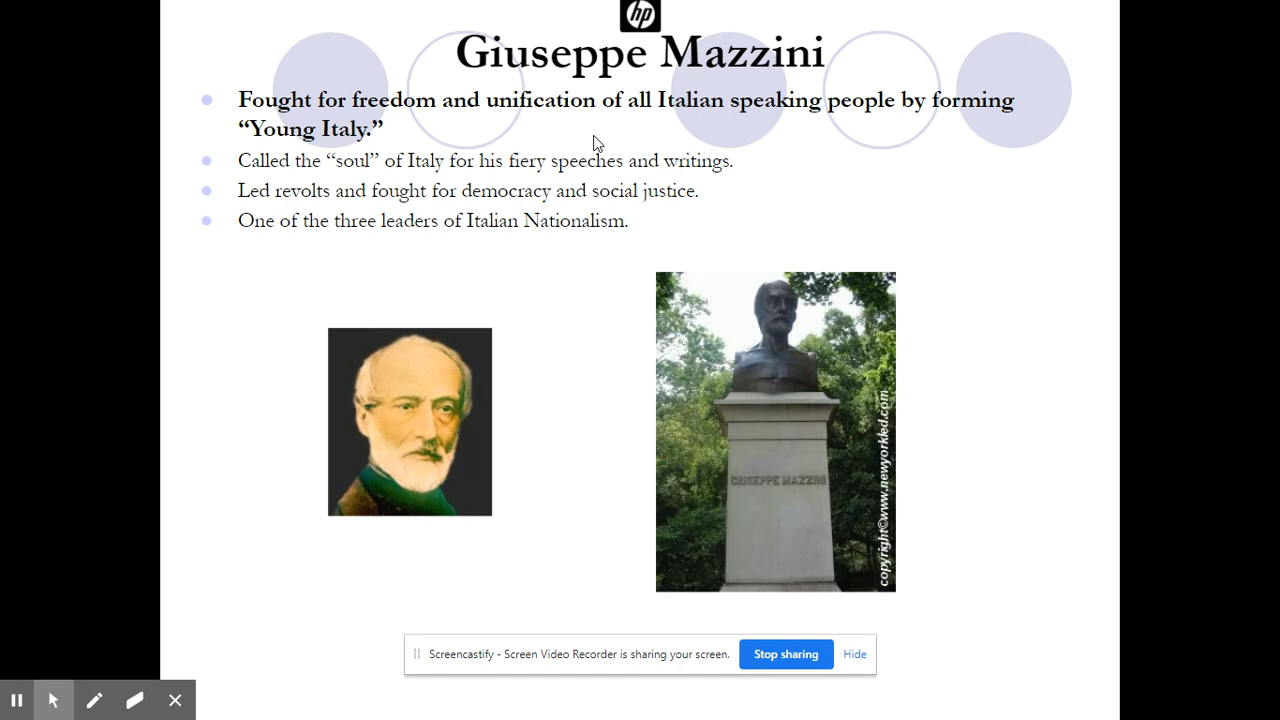 hp
Giuseppe Mazzini
Fought for freedom and unification of all Italian speaking people by forming
“Young Italy.”
Called the “soul” of Italy for his fiery speeches and writings.
Led revolts and fought for democracy and social justice.
One of the three leaders of Italian Nationalism.
GIUSEPPE MAZZINI
copyright©www.newyorkled.com
Screencastify - Screen Video Recorder is sharing your screen.
Stop sharing
Hide